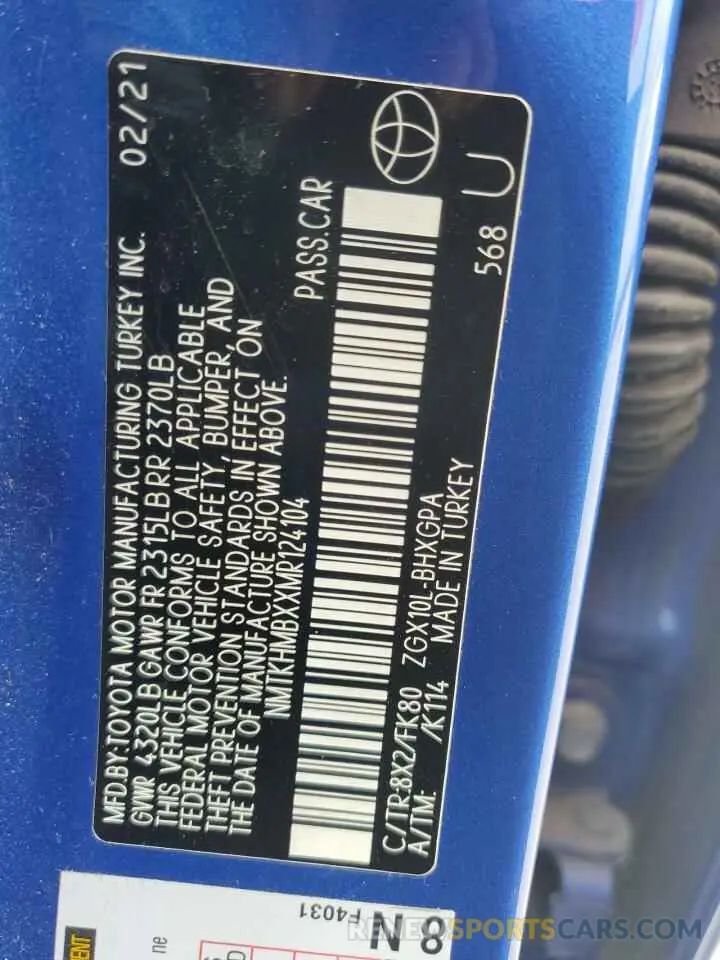 MFD.BY:TOYOTA MOTOR MANUFACTURING TURKEY INC. 02/21
GVWR 4320LB GAWR FR 2315LB RR 2370LB
THIS VEHICLE CONFORMS TO ALL APPLICABLE
FEDERAL MOTOR VEHICLE SAFETY, BUMPER, AND
THEFT PREVENTION STANDARDS IN EFFECT ON
THE DATE OF MANUFACTURE SHOWN ABOVE.
NMTKHMBXXMR124104 PASS.CAR
C/TR:8X2/FK80 ZGX10L-BHXGPA
A/TM: /K114 MADE IN TURKEY 568 U
F4031
N 8
ne
RENEWSPORTSCARS.COM